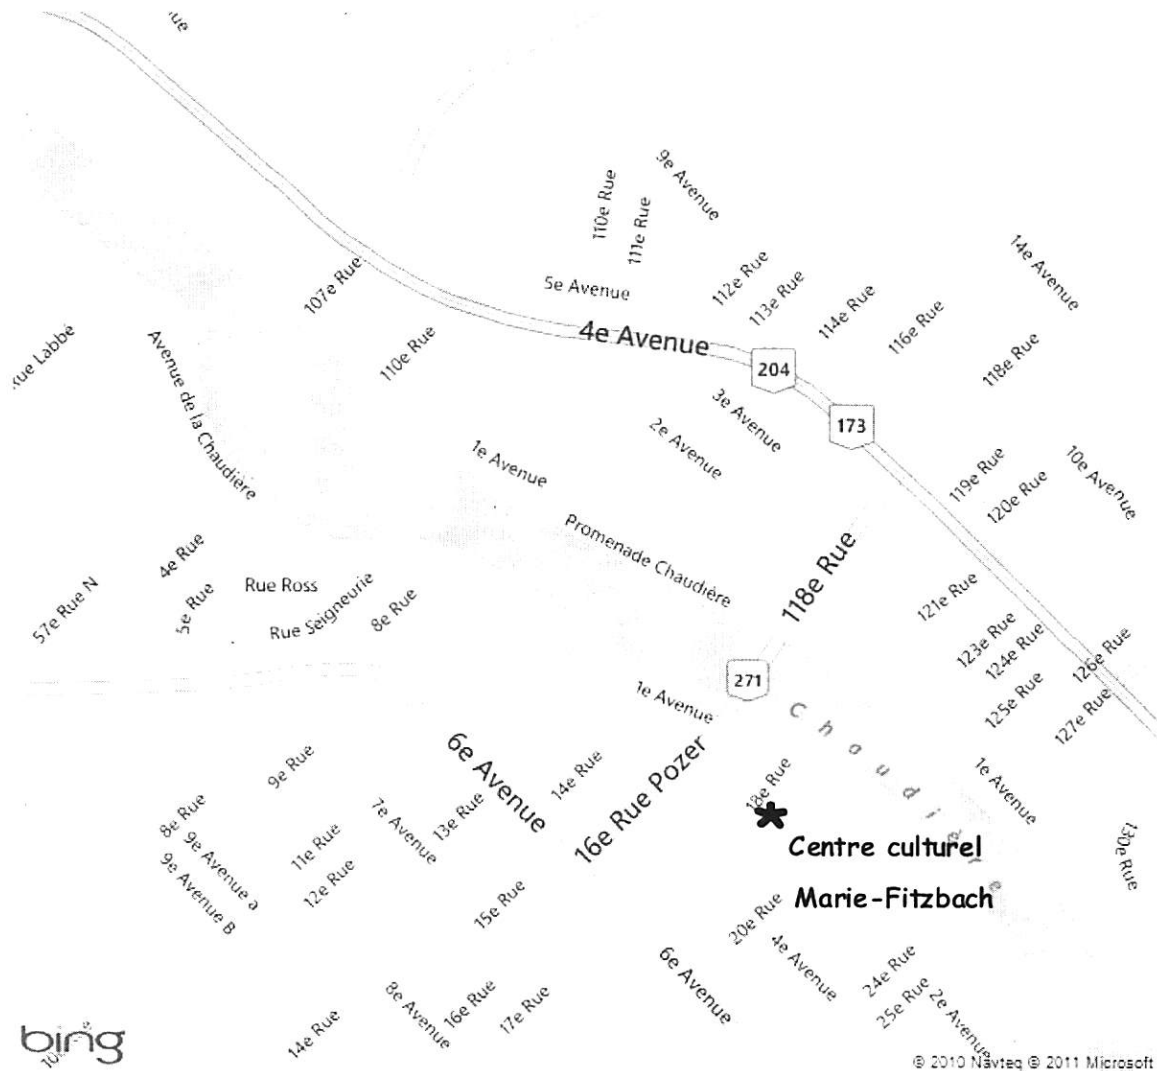 ue
9e Avenue
110e Rue
111e Rue
14e Avenue
5e Avenue
112e Rue
113e Rue
107e Rue
114e Rue
116e Rue
4e Avenue
110e Rue
118e Rue
204
Rue Labbé
Avenue de la Chaudière
3e Avenue
173
2e Avenue
1e Avenue
119e Rue
10e Avenue
120e Rue
Promenade Chaudière
118e Rue
4e Rue
57e Rue N
5e Rue
Rue Ross
Rue Seigneurie
8e Rue
121e Rue
123e Rue
124e Rue
126e Rue
271
1e Avenue
125e Rue
127e Rue
Chaudière
6e Avenue
9e Rue
14e Rue
16e Rue Pozer
18e Rue
1e Avenue
8e Rue
7e Avenue
13e Rue
11e Rue
Centre culturel
130e Rue
9e Avenue a
9e Avenue B
12e Rue
Marie-Fitzbach
15e Rue
20e Rue
4e Avenue
6e Avenue
24e Rue
8e Avenue
16e Rue
17e Rue
25e Rue
2e Avenue
14e Rue
bing
© 2010 Navteq © 2011 Microsoft